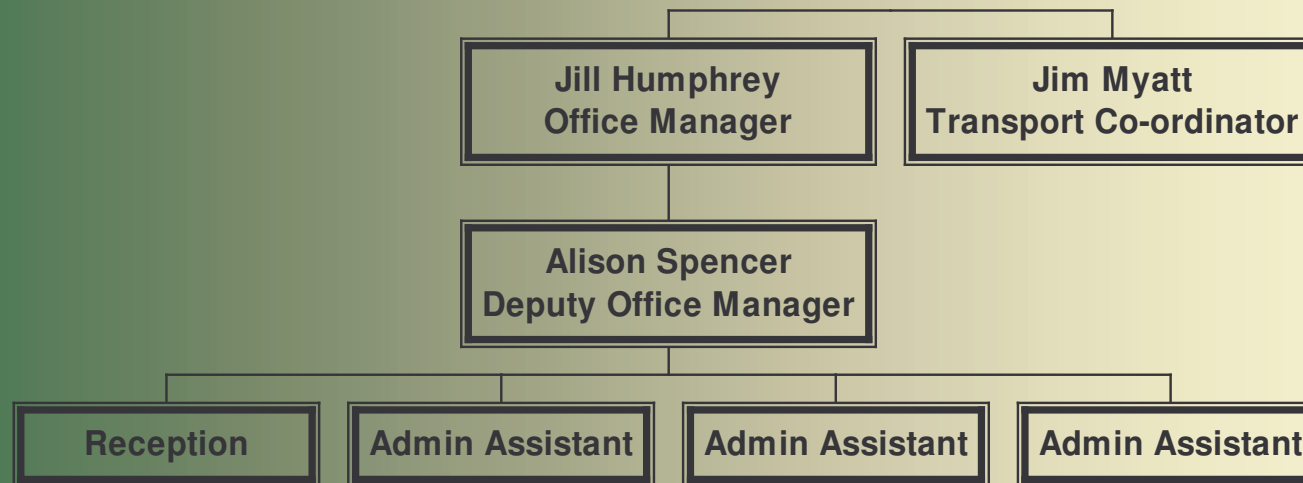 Jill Humphrey
Office Manager
Jim Myatt
Transport Co-ordinator
Alison Spencer
Deputy Office Manager
Reception
Admin Assistant
Admin Assistant
Admin Assistant